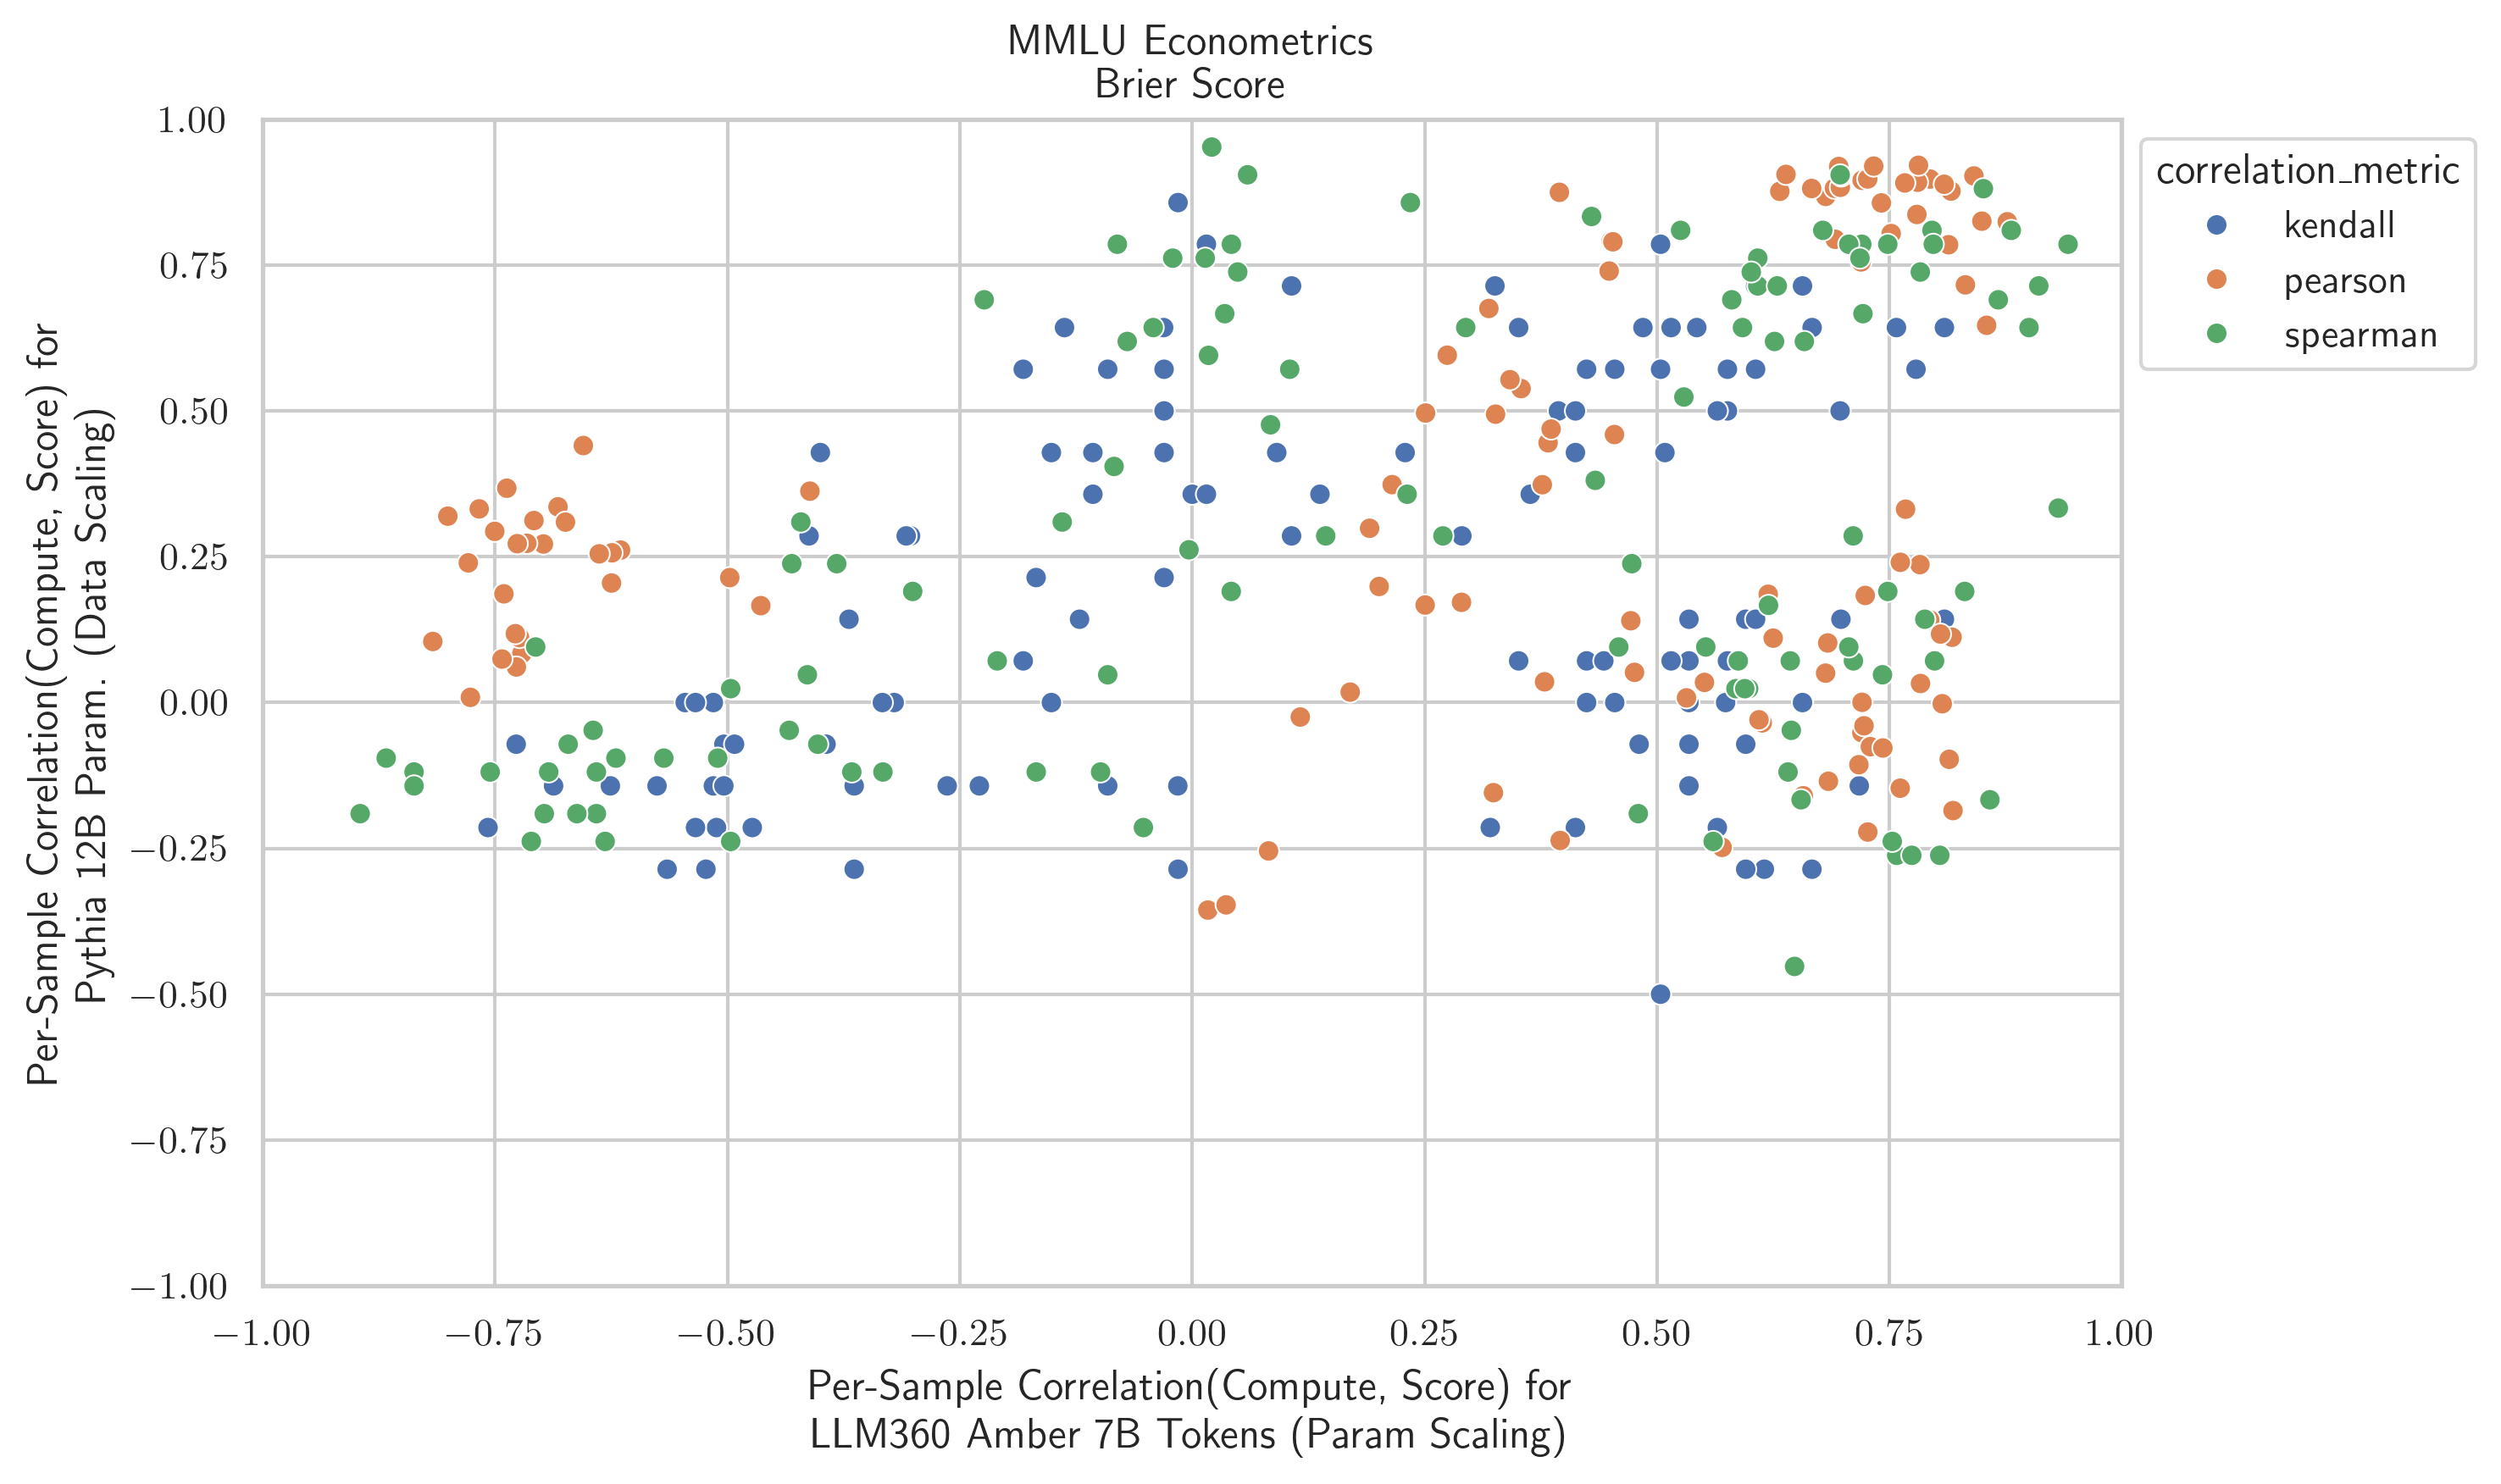 MMLU Econometrics
Brier Score
Per-Sample Correlation(Compute, Score) for
Pythia 12B Param. (Data Scaling)
1.00
0.75
0.50
0.25
0.00
−0.25
−0.50
−0.75
−1.00
−1.00
−0.75
−0.50
−0.25
0.00
0.25
0.50
0.75
1.00
Per-Sample Correlation(Compute, Score) for
LLM360 Amber 7B Tokens (Param Scaling)
correlation_metric
kendall
pearson
spearman